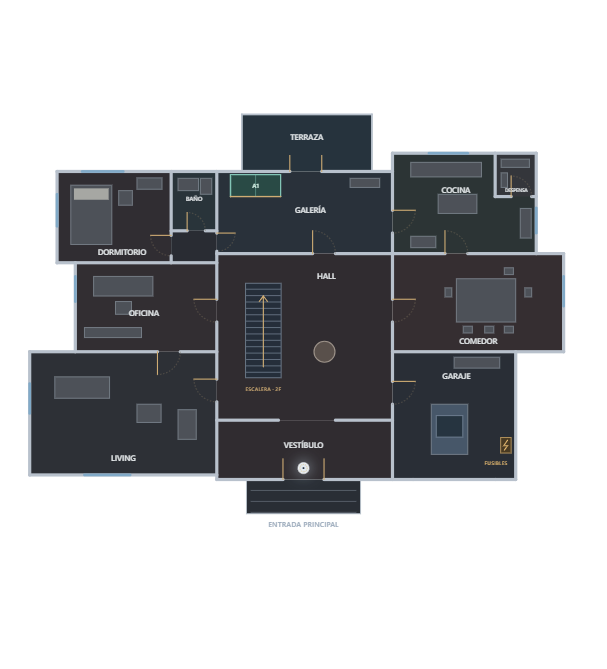 TERRAZA
A1
BAÑO
GALERÍA
COCINA
DESPENSA
DORMITORIO
HALL
OFICINA
COMEDOR
GARAJE
ESCALERA · 2F
VESTÍBULO
LIVING
FUSIBLES
ENTRADA PRINCIPAL